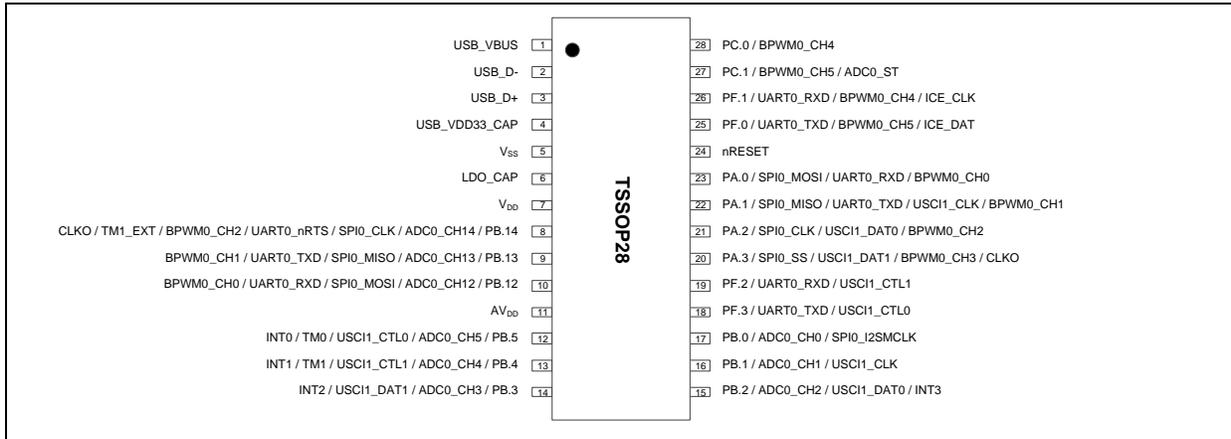 USB_VBUS 1
USB_D- 2
USB_D+ 3
USB_VDD33_CAP 4
VSS 5
LDO_CAP 6
VDD 7
CLKO / TM1_EXT / BPWM0_CH2 / UART0_nRTS / SPI0_CLK / ADC0_CH14 / PB.14 8
BPWM0_CH1 / UART0_TXD / SPI0_MISO / ADC0_CH13 / PB.13 9
BPWM0_CH0 / UART0_RXD / SPI0_MOSI / ADC0_CH12 / PB.12 10
AVDD 11
INT0 / TM0 / USCI1_CTL0 / ADC0_CH5 / PB.5 12
INT1 / TM1 / USCI1_CTL1 / ADC0_CH4 / PB.4 13
INT2 / USCI1_DAT1 / ADC0_CH3 / PB.3 14
TSSOP28
28 PC.0 / BPWM0_CH4
27 PC.1 / BPWM0_CH5 / ADC0_ST
26 PF.1 / UART0_RXD / BPWM0_CH4 / ICE_CLK
25 PF.0 / UART0_TXD / BPWM0_CH5 / ICE_DAT
24 nRESET
23 PA.0 / SPI0_MOSI / UART0_RXD / BPWM0_CH0
22 PA.1 / SPI0_MISO / UART0_TXD / USCI1_CLK / BPWM0_CH1
21 PA.2 / SPI0_CLK / USCI1_DAT0 / BPWM0_CH2
20 PA.3 / SPI0_SS / USCI1_DAT1 / BPWM0_CH3 / CLKO
19 PF.2 / UART0_RXD / USCI1_CTL1
18 PF.3 / UART0_TXD / USCI1_CTL0
17 PB.0 / ADC0_CH0 / SPI0_I2SMCLK
16 PB.1 / ADC0_CH1 / USCI1_CLK
15 PB.2 / ADC0_CH2 / USCI1_DAT0 / INT3